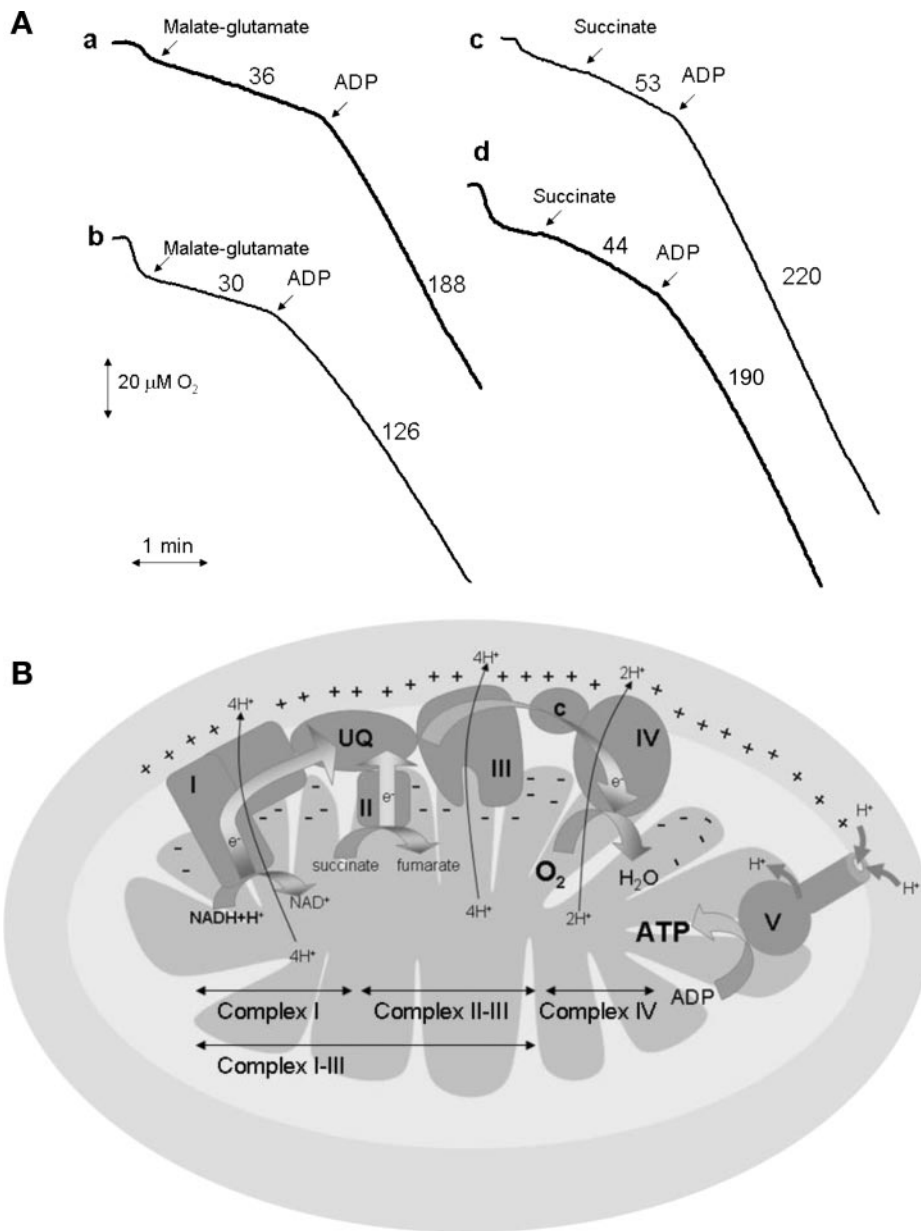 A
a
Malate-glutamate
36
ADP
188
b
Malate-glutamate
30
ADP
126
20 μM O₂
1 min
c
Succinate
53
ADP
220
d
Succinate
44
ADP
190
B
4H⁺
4H⁺
2H⁺
+ + + + + + + + + + + + + + + + + + + + + + + + +
I
UQ
III
c
IV
II
e⁻
e⁻
e⁻
succinate
fumarate
NADH+H⁺
NAD⁺
4H⁺
4H⁺
O₂
H₂O
2H⁺
H⁺
H⁺
H⁺
V
ATP
ADP
Complex I
Complex II-III
Complex IV
Complex I-III